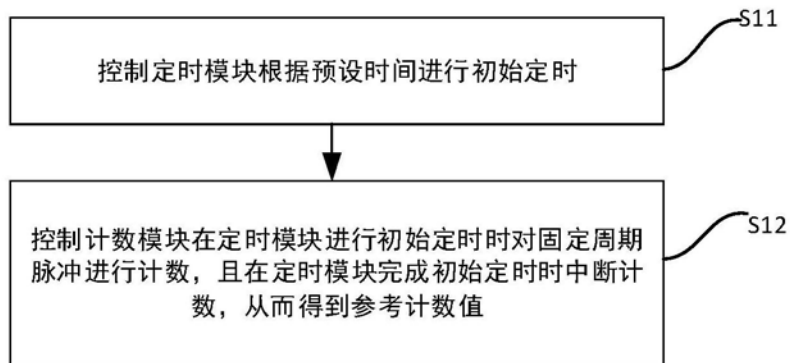 S11
控制定时模块根据预设时间进行初始定时
控制计数模块在定时模块进行初始定时时对固定周期
脉冲进行计数，且在定时模块完成初始定时时中断计
数，从而得到参考计数值
S12